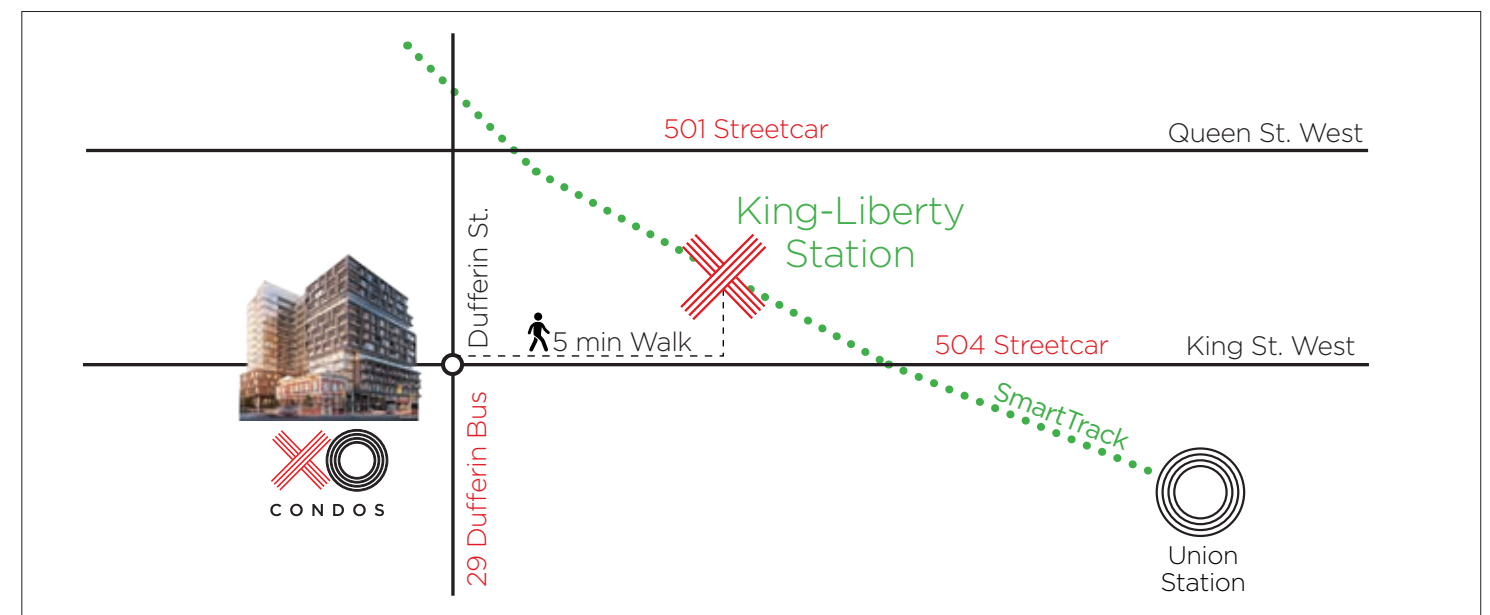 501 Streetcar
Queen St. West
King-Liberty
Station
Dufferin St.
5 min Walk
504 Streetcar
King St. West
SmartTrack
29 Dufferin Bus
XO
CONDOS
Union
Station